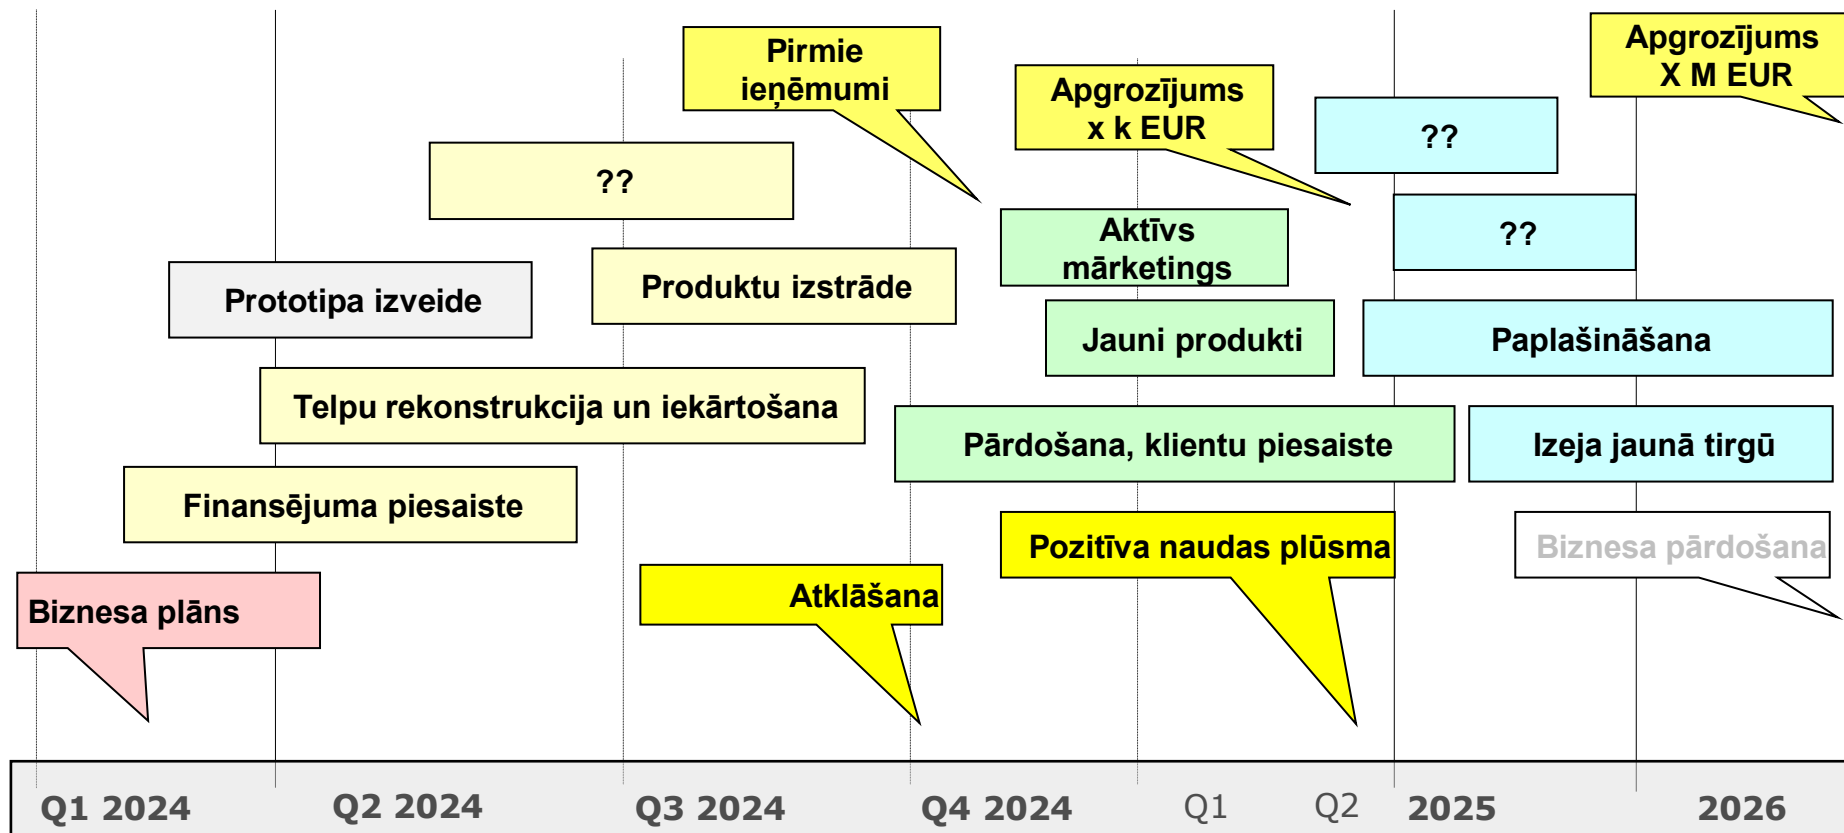 Pirmie
ieņēmumi
Apgrozījums
x k EUR
Apgrozījums
X M EUR
??
??
??
Aktīvs
mārketings
Prototipa izveide
Produktu izstrāde
Jauni produkti
Paplašināšana
Telpu rekonstrukcija un iekārtošana
Pārdošana, klientu piesaiste
Izeja jaunā tirgū
Finansējuma piesaiste
Pozitīva naudas plūsma
Biznesa pārdošana
Biznesa plāns
Atklāšana
Q1 2024
Q2 2024
Q3 2024
Q4 2024
Q1
Q2
2025
2026